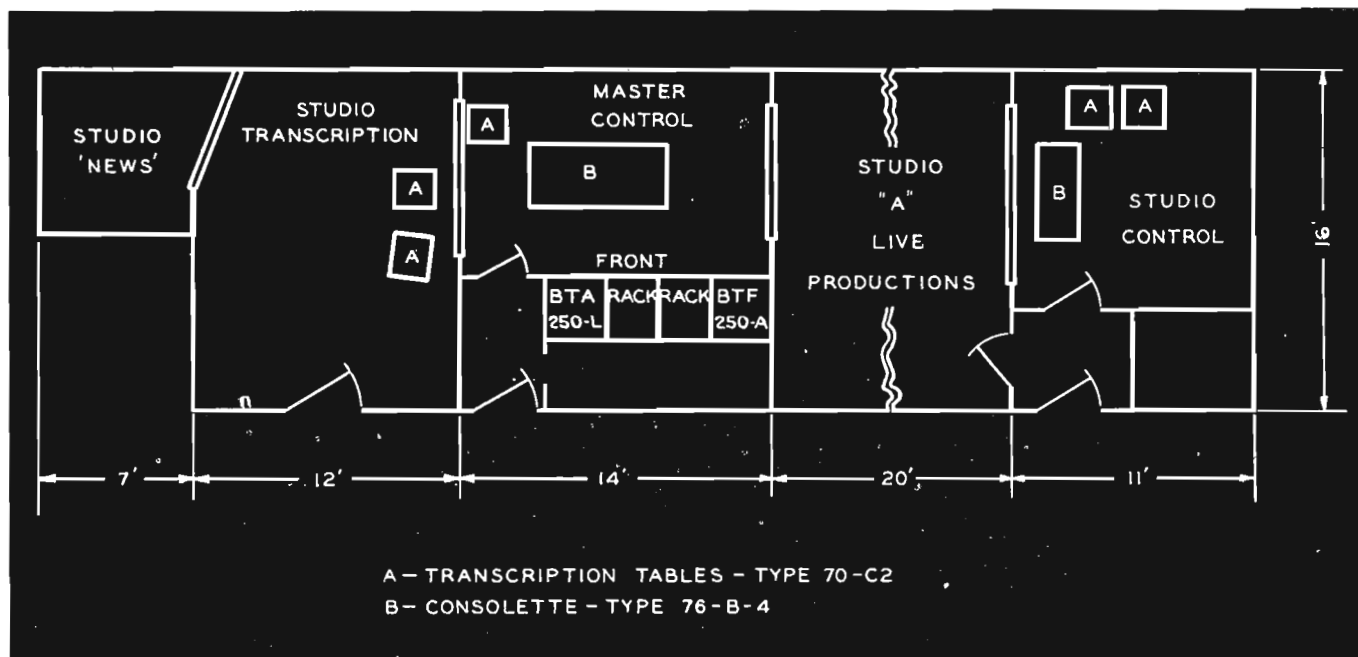 STUDIO
'NEWS'
STUDIO
TRANSCRIPTION
A
A
A
MASTER
CONTROL
B
FRONT
BTA
250-L
RACK
RACK
BTF
250-A
STUDIO
"A"
LIVE
PRODUCTIONS
A
A
B
STUDIO
CONTROL
16'
7'
12'
14'
20'
11'
A — TRANSCRIPTION TABLES — TYPE 70-C2
B — CONSOLETTE — TYPE 76-B-4